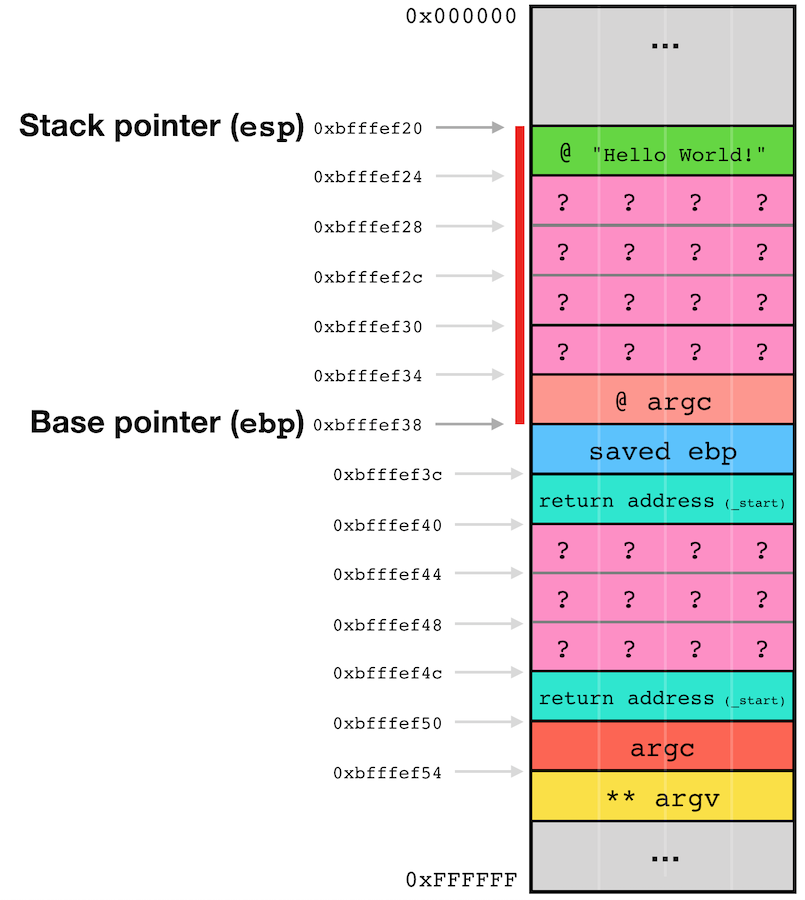 0x000000
...
Stack pointer (esp) 0xbfffef20
@ "Hello World!"
0xbfffef24
? ? ? ?
0xbfffef28
? ? ? ?
0xbfffef2c
? ? ? ?
0xbfffef30
? ? ? ?
0xbfffef34
@ argc
Base pointer (ebp) 0xbfffef38
saved ebp
0xbfffef3c
return address (_start)
0xbfffef40
? ? ? ?
0xbfffef44
? ? ? ?
0xbfffef48
? ? ? ?
0xbfffef4c
return address (_start)
0xbfffef50
argc
0xbfffef54
** argv
...
0xFFFFFF